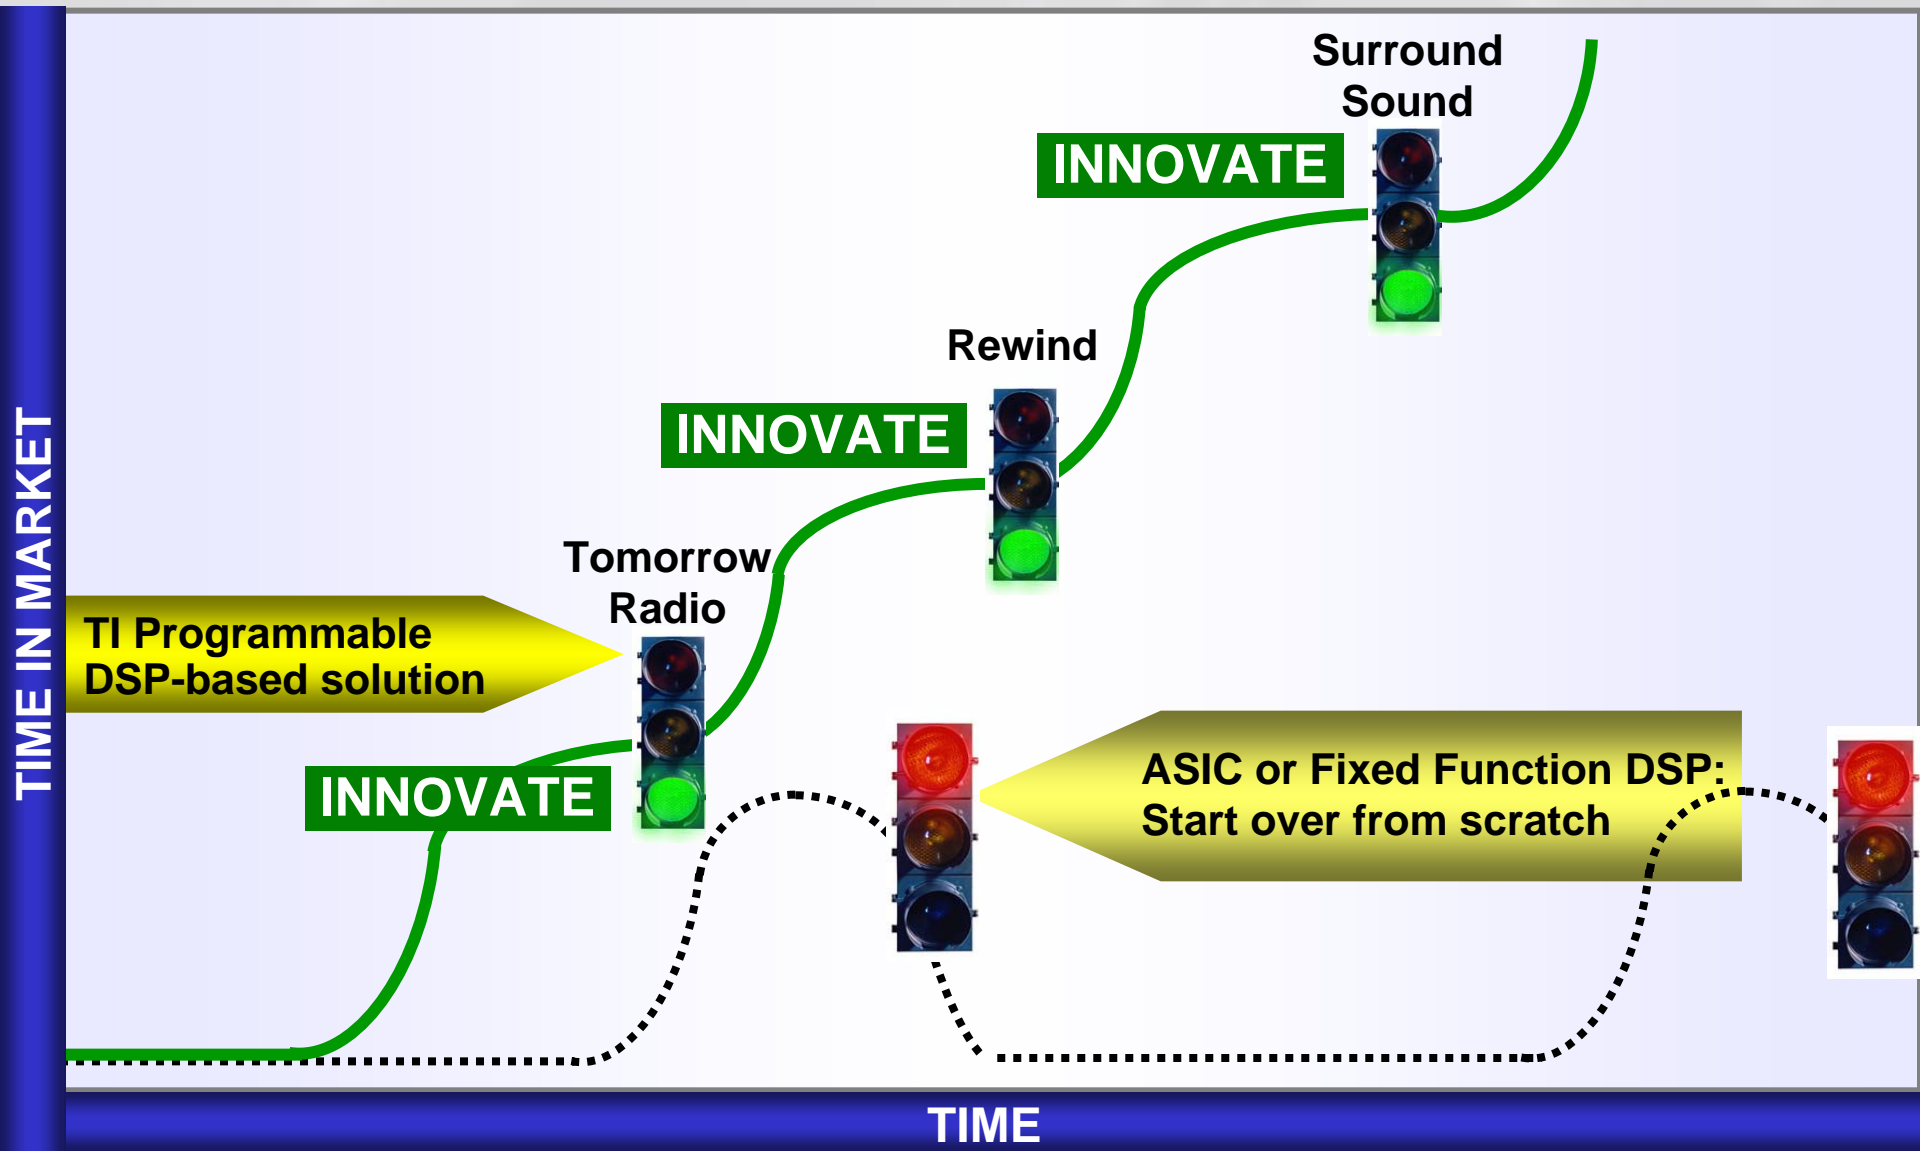 Surround
Sound
INNOVATE
Rewind
INNOVATE
Tomorrow
Radio
TI Programmable
DSP-based solution
INNOVATE
ASIC or Fixed Function DSP:
Start over from scratch
TIME IN MARKET
TIME